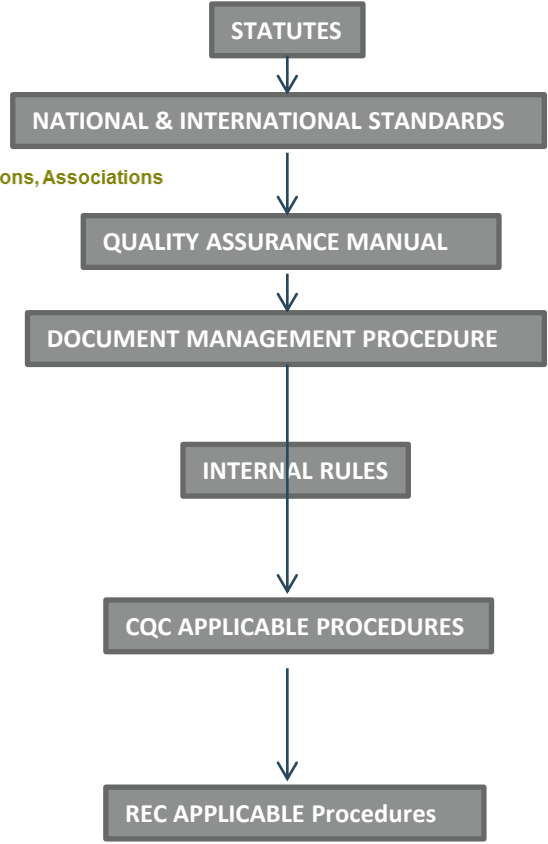 STATUTES
NATIONAL & INTERNATIONAL STANDARDS
ons, Associations
QUALITY ASSURANCE MANUAL
DOCUMENT MANAGEMENT PROCEDURE
INTERNAL RULES
CQC APPLICABLE PROCEDURES
REC APPLICABLE Procedures